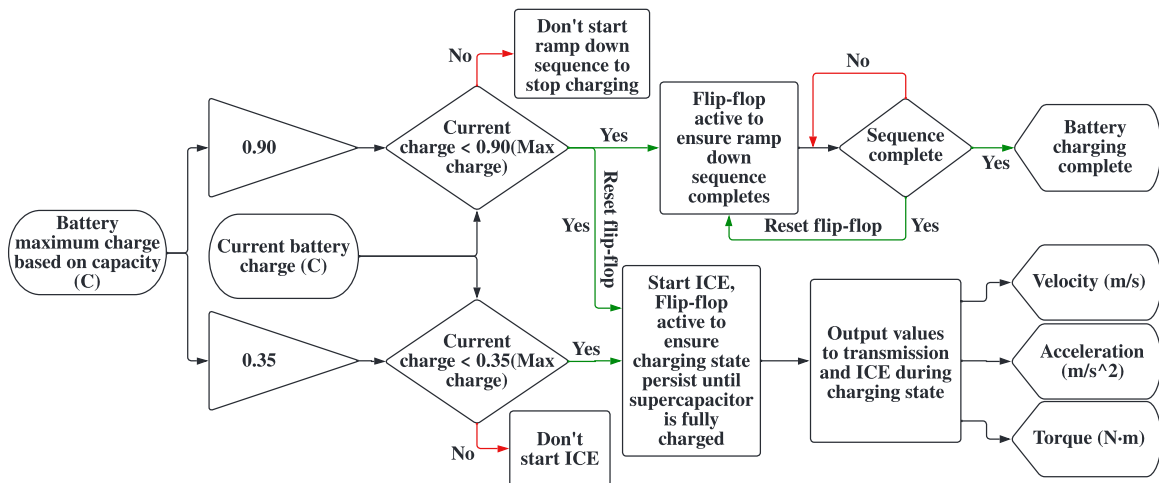 No
Don't start
ramp down
sequence to
stop charging
0.90
Current
charge < 0.90(Max
charge)
Yes
Flip-flop
active to
ensure ramp
down
sequence
completes
No
Sequence
complete
Yes
Battery
charging
complete
Yes
Reset flip-flop
Yes
Reset flip-flop
Battery
maximum charge
based on capacity
(C)
Current battery
charge (C)
0.35
Current
charge < 0.35(Max
charge)
Yes
No
Don't
start ICE
Start ICE,
Flip-flop
active to
ensure
charging state
persist until
supercapacitor
is fully
charged
Output values
to transmission
and ICE during
charging state
Velocity (m/s)
Acceleration
(m/s^2)
Torque (N·m)